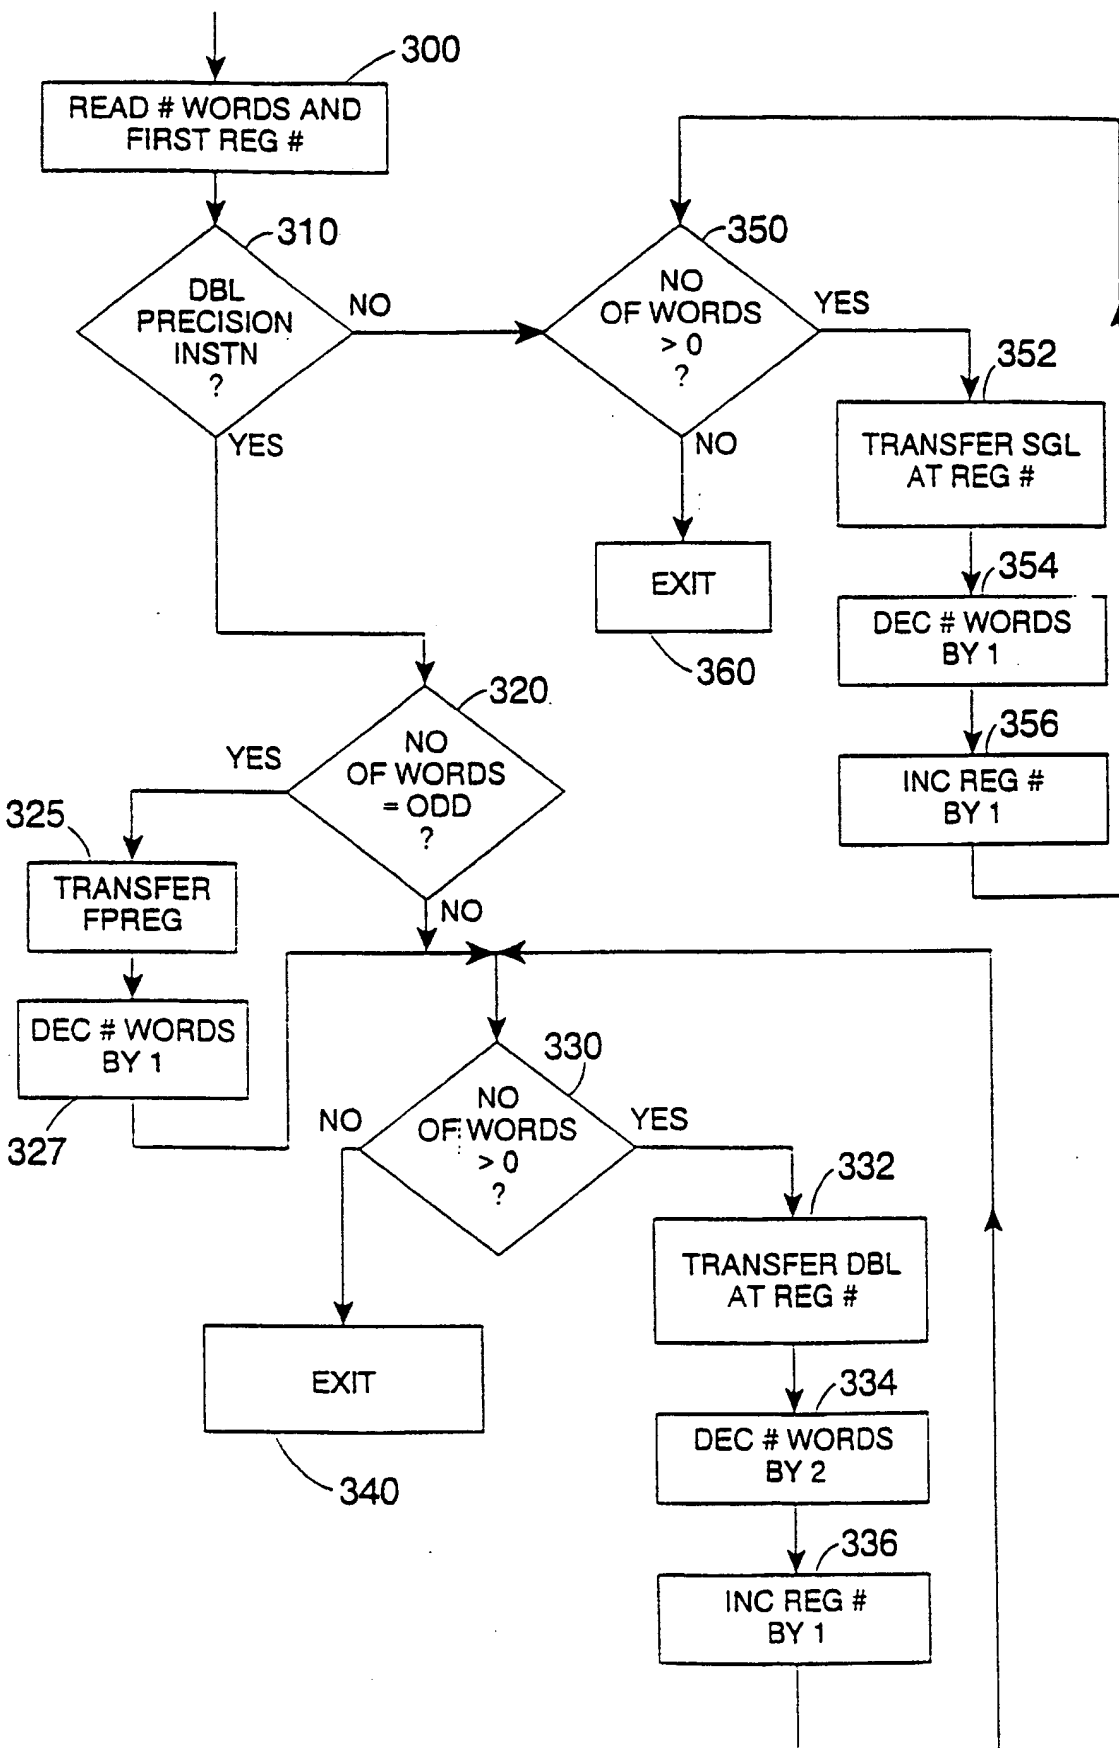 300
READ # WORDS AND
FIRST REG #
310
DBL
PRECISION
INSTN
?
NO
YES
350
NO
OF WORDS
> 0
?
YES
NO
352
TRANSFER SGL
AT REG #
354
DEC # WORDS
BY 1
356
INC REG #
BY 1
EXIT
360
320
NO
OF WORDS
= ODD
?
YES
NO
325
TRANSFER
FPREG
DEC # WORDS
BY 1
327
330
NO
OF WORDS
> 0
?
NO
YES
332
TRANSFER DBL
AT REG #
334
DEC # WORDS
BY 2
336
INC REG #
BY 1
EXIT
340